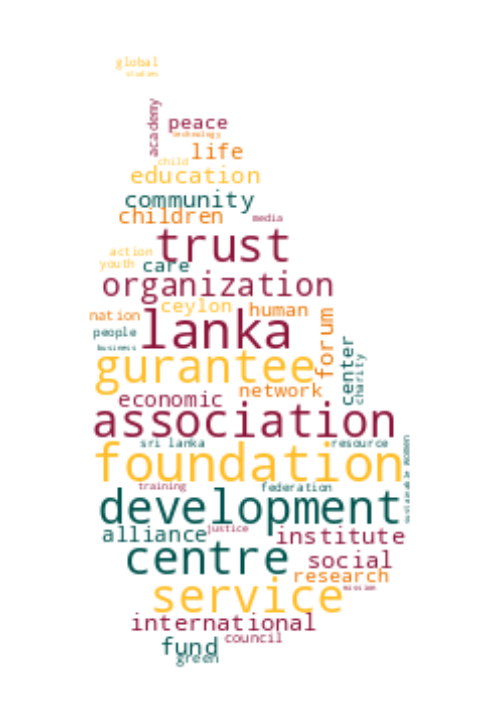 global
studies
academy
peace
technology
life
child
education
community
children
media
trust
action
youth
care
organization
ceylon
human
nation
lanka
forum
people
business
center
charity
gurantee
network
economic
association
sri lanka
resource
foundation
sustainable
women
training
federation
development
justice
alliance
institute
centre
social
research
mission
service
international
council
fund
green